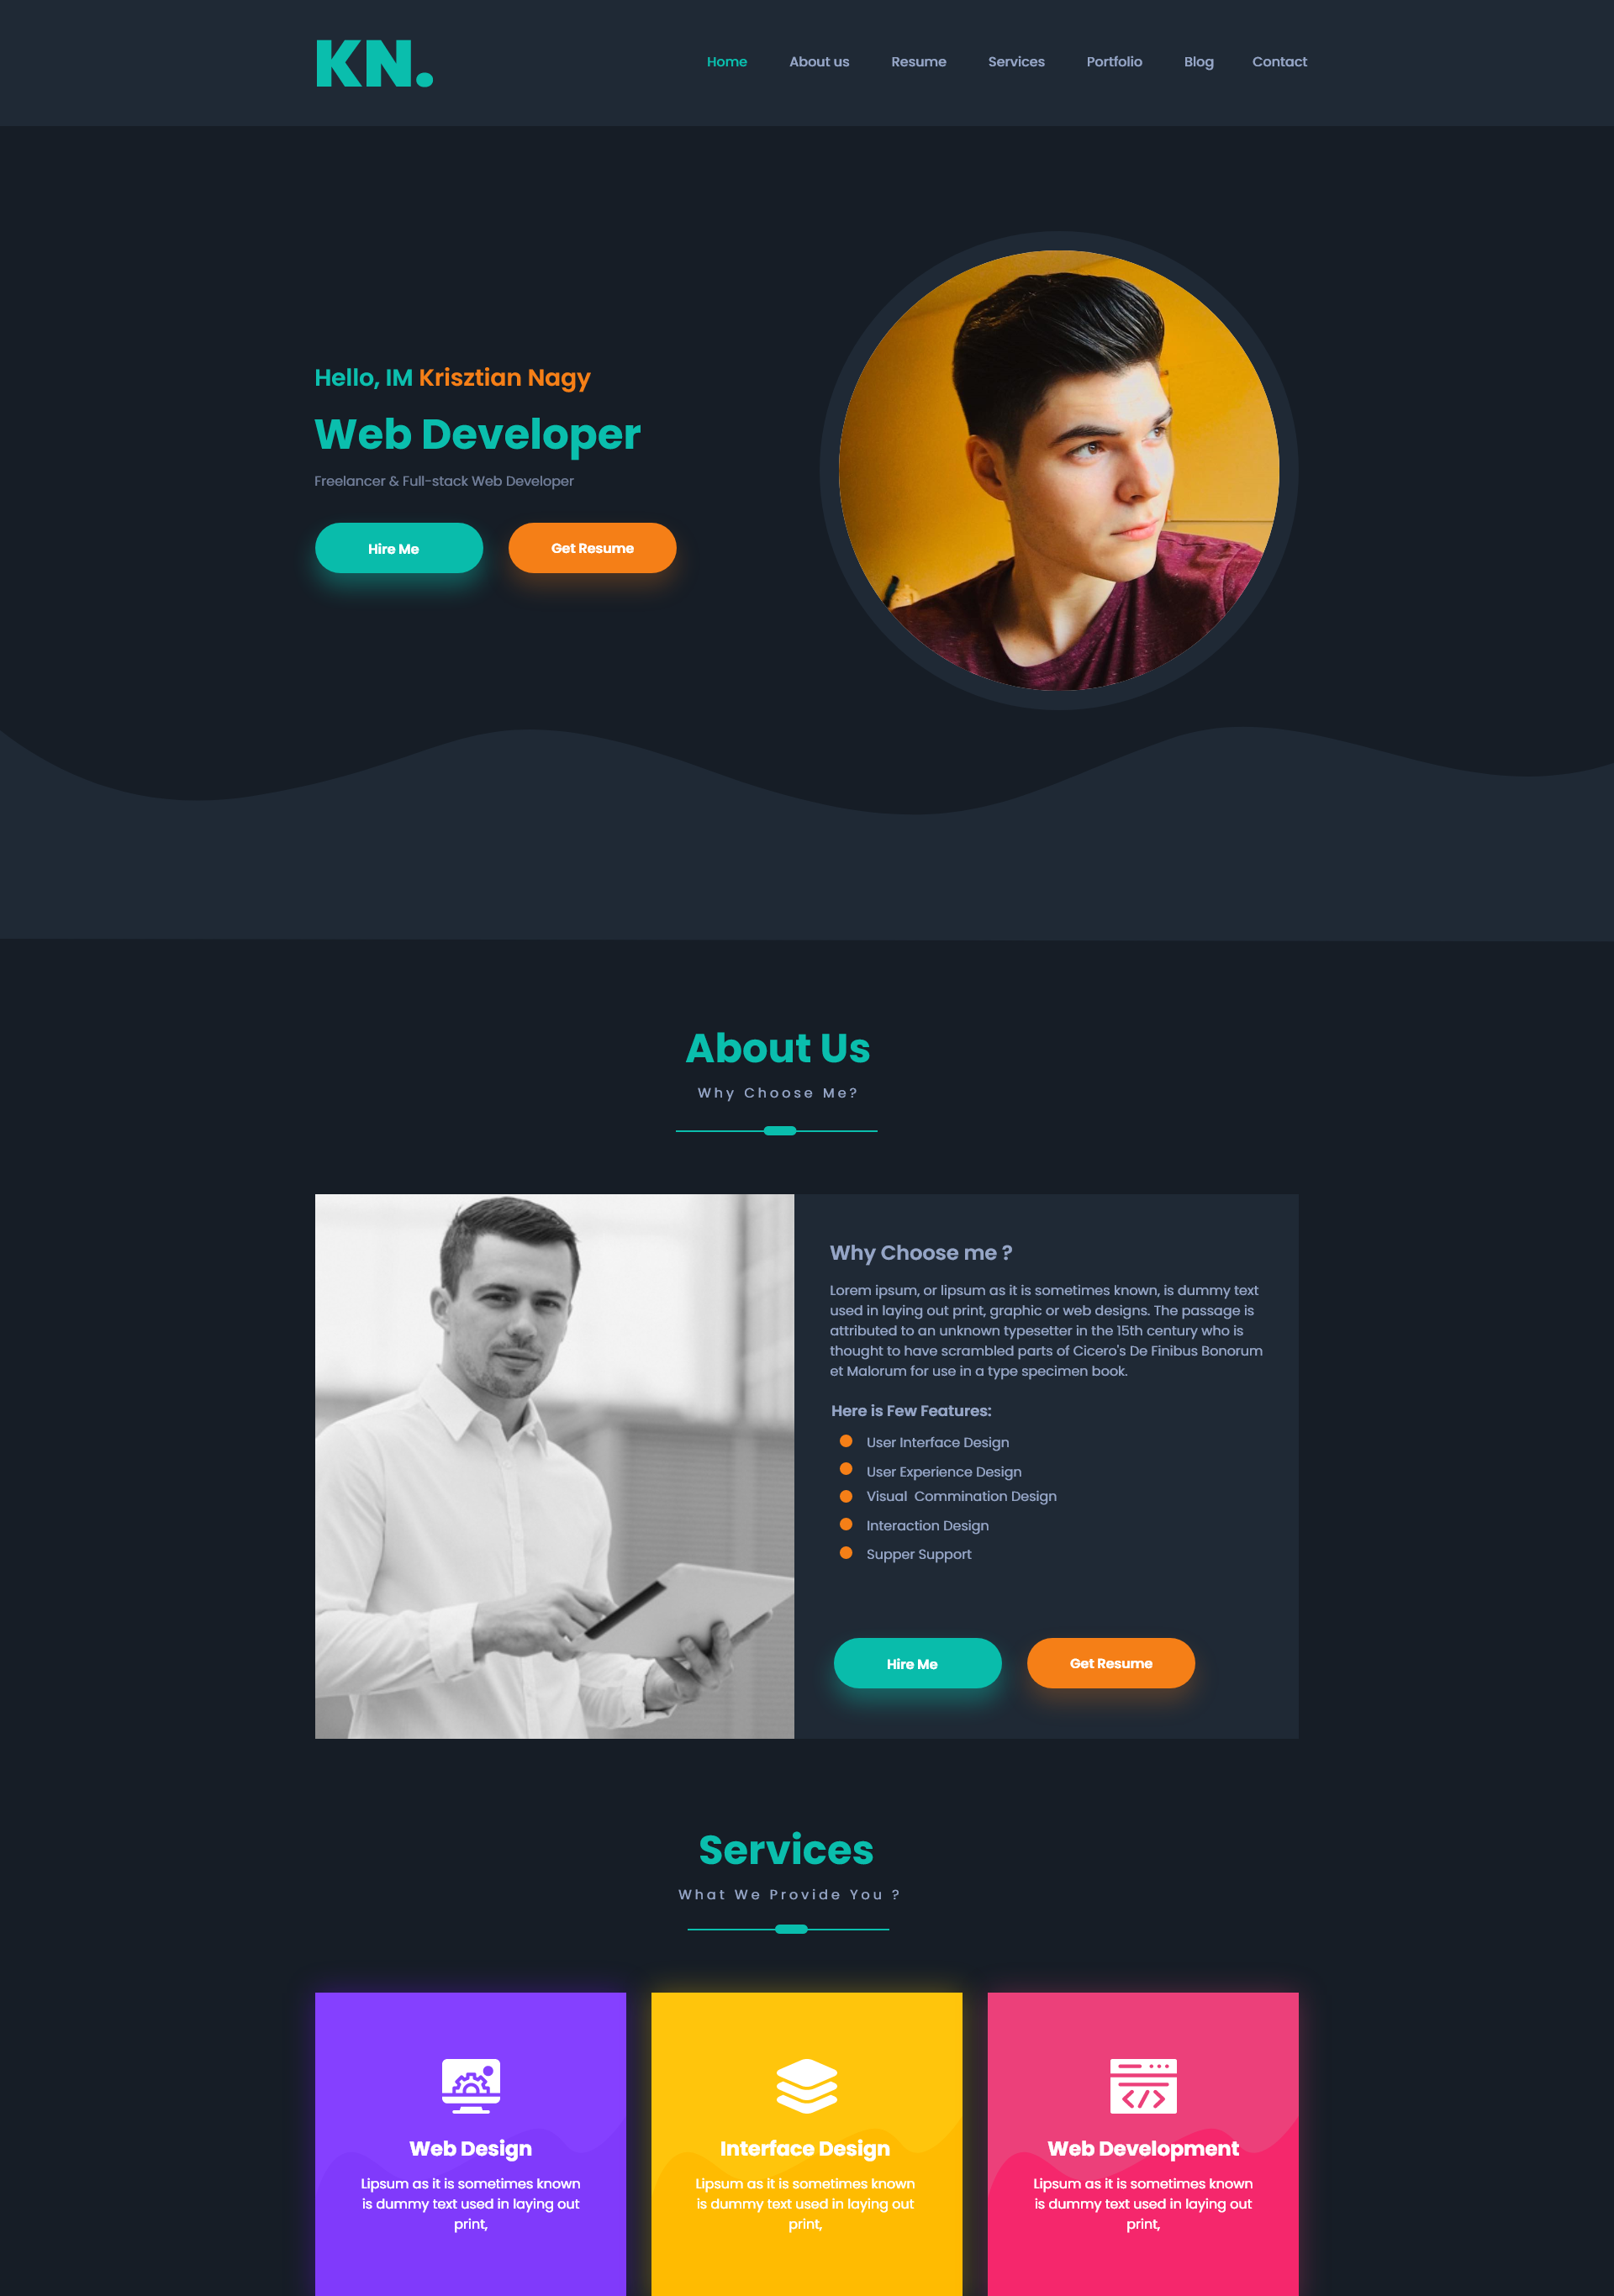 KN.
Home About us Resume Services Portfolio Blog Contact
Hello, IM Krisztian Nagy
Web Developer
Freelancer & Full-stack Web Developer
Hire Me Get Resume
About Us
Why Choose Me?
Why Choose me ?
Lorem ipsum, or lipsum as it is sometimes known, is dummy text
used in laying out print, graphic or web designs. The passage is
attributed to an unknown typesetter in the 15th century who is
thought to have scrambled parts of Cicero's De Finibus Bonorum
et Malorum for use in a type specimen book.
Here is Few Features:
User Interface Design
User Experience Design
Visual  Commination Design
Interaction Design
Supper Support
Hire Me Get Resume
Services
What We Provide You ?
Web Design
Lipsum as it is sometimes known
is dummy text used in laying out
print,
Interface Design
Lipsum as it is sometimes known
is dummy text used in laying out
print,
Web Development
Lipsum as it is sometimes known
is dummy text used in laying out
print,